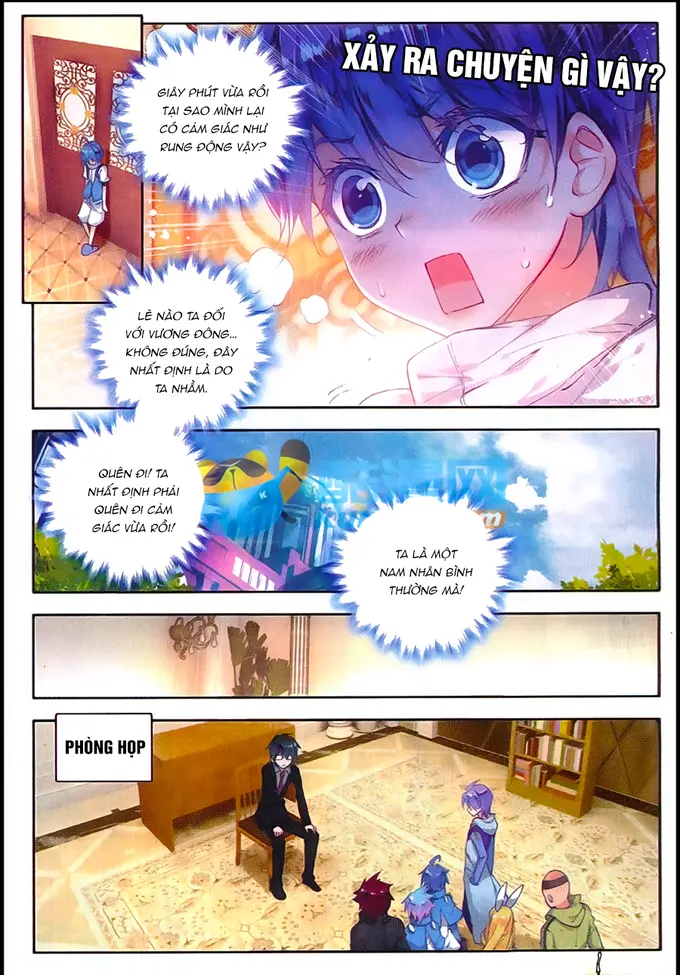 XẢY RA CHUYỆN GÌ VẬY?
GIÂY PHÚT VỪA RỒI
TẠI SAO MÌNH LẠI
CÓ CẢM GIÁC NHƯ
RUNG ĐỘNG VẬY?
LẼ NÀO TA ĐỐI
VỚI VƯƠNG ĐÔNG...
KHÔNG ĐÚNG, ĐÂY
NHẤT ĐỊNH LÀ DO
TA NHẦM.
QUÊN ĐI! TA
NHẤT ĐỊNH PHẢI
QUÊN ĐI CẢM
GIÁC VỪA RỒI!
K
TA LÀ MỘT
NAM NHÂN BÌNH
THƯỜNG MÀ!
PHÒNG HỌP